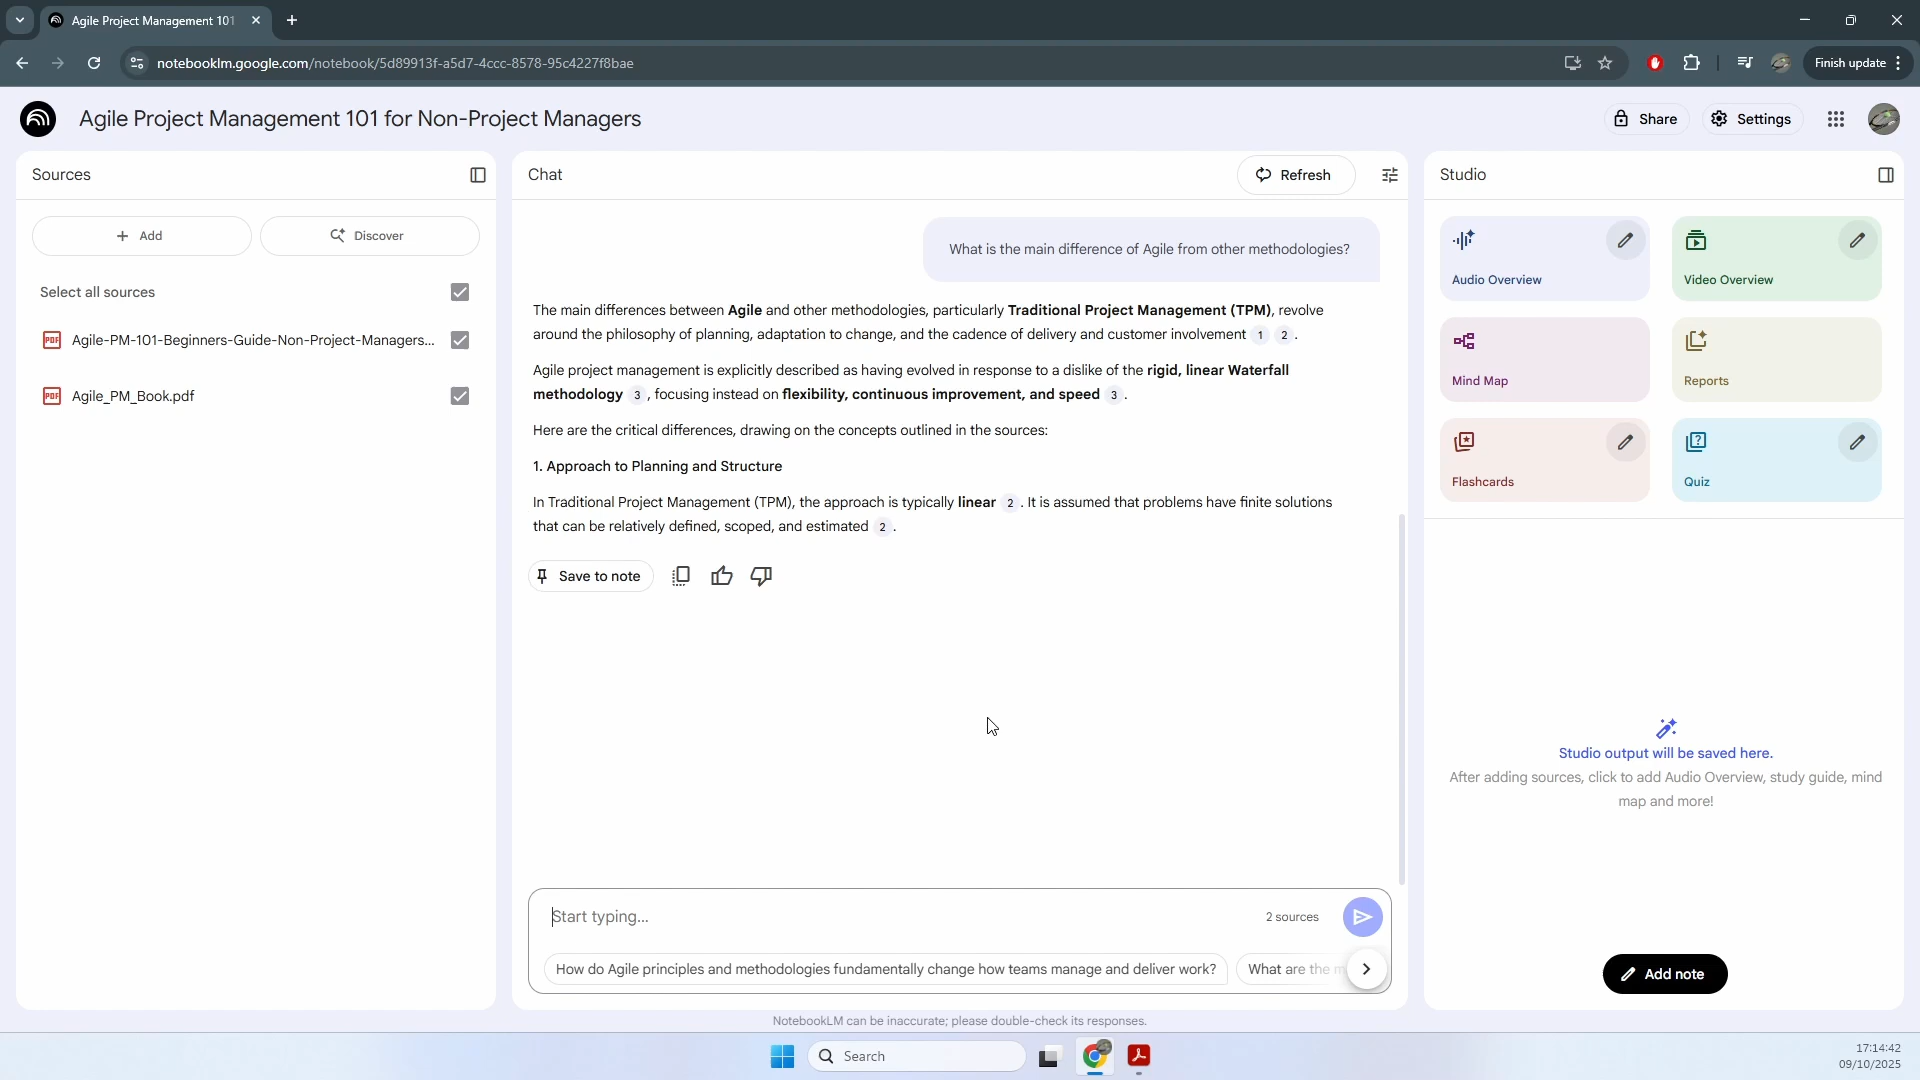 Agile Project Management 101
notebooklm.google.com/notebook/5d89913f-a5d7-4ccc-8578-95c4227f8bae
Finish update
Agile Project Management 101 for Non-Project Managers
Share
Settings
Sources
Add
Discover
Select all sources
PDF
Agile-PM-101-Beginners-Guide-Non-Project-Managers...
PDF
Agile_PM_Book.pdf
Chat
Refresh
What is the main difference of Agile from other methodologies?
The main differences between Agile and other methodologies, particularly Traditional Project Management (TPM), revolve
around the philosophy of planning, adaptation to change, and the cadence of delivery and customer involvement 1 2 .
Agile project management is explicitly described as having evolved in response to a dislike of the rigid, linear Waterfall
methodology 3 , focusing instead on flexibility, continuous improvement, and speed 3 .
Here are the critical differences, drawing on the concepts outlined in the sources:
1. Approach to Planning and Structure
In Traditional Project Management (TPM), the approach is typically linear 2 . It is assumed that problems have finite solutions
that can be relatively defined, scoped, and estimated 2 .
Save to note
Start typing...
2 sources
How do Agile principles and methodologies fundamentally change how teams manage and deliver work?
What are the m
NotebookLM can be inaccurate; please double-check its responses.
Studio
Audio Overview
Video Overview
Mind Map
Reports
Flashcards
Quiz
Studio output will be saved here.
After adding sources, click to add Audio Overview, study guide, mind
map and more!
Add note
Search
17:14:42
09/10/2025